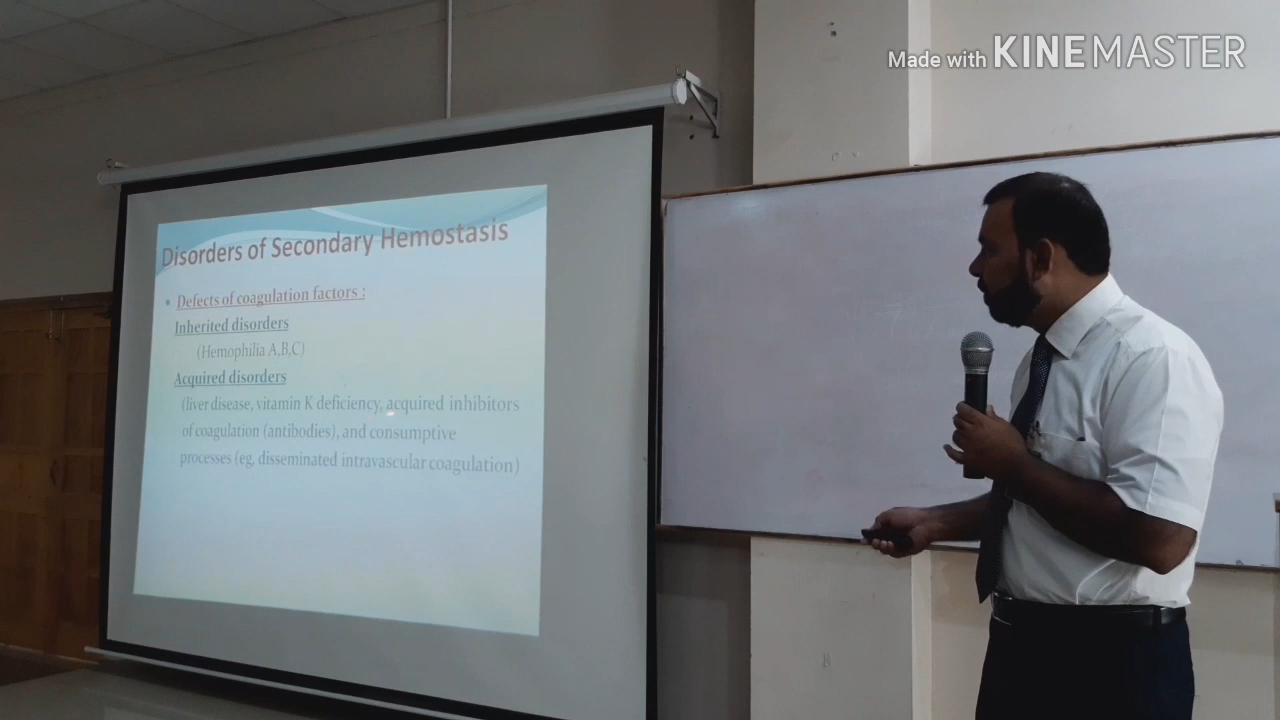 Made with KINEMASTER
Disorders of Secondary Hemostasis
• Defects of coagulation factors :
Inherited disorders
(Hemophilia A,B,C)
Acquired disorders
(liver disease, vitamin K deficiency, acquired inhibitors
of coagulation (antibodies), and consumptive
processes (eg, disseminated intravascular coagulation)